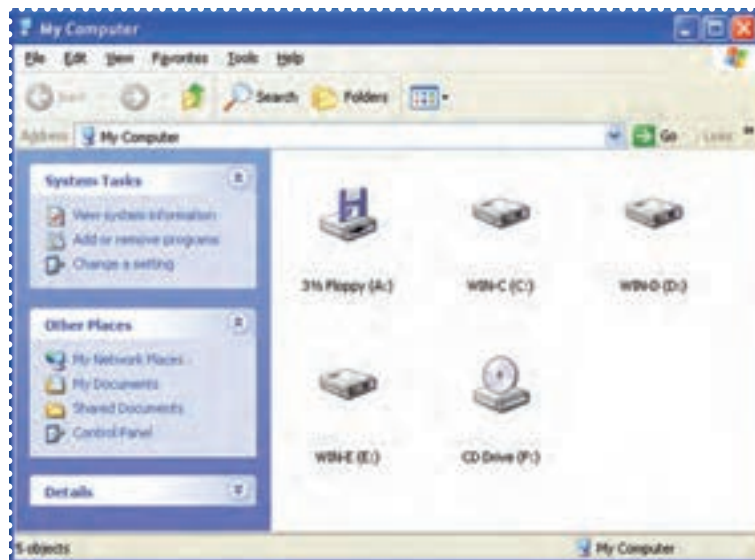 My Computer
File Edit View Favorites Tools Help
Back Search Folders
Address My Computer Go Links »
System Tasks
View system information
Add or remove programs
Change a setting
3½ Floppy (A:) WIN-C (C:) WIN-D (D:)
Other Places
My Network Places
My Documents
Shared Documents
Control Panel
WIN-E (E:) CD Drive (F:)
Details
5 objects My Computer